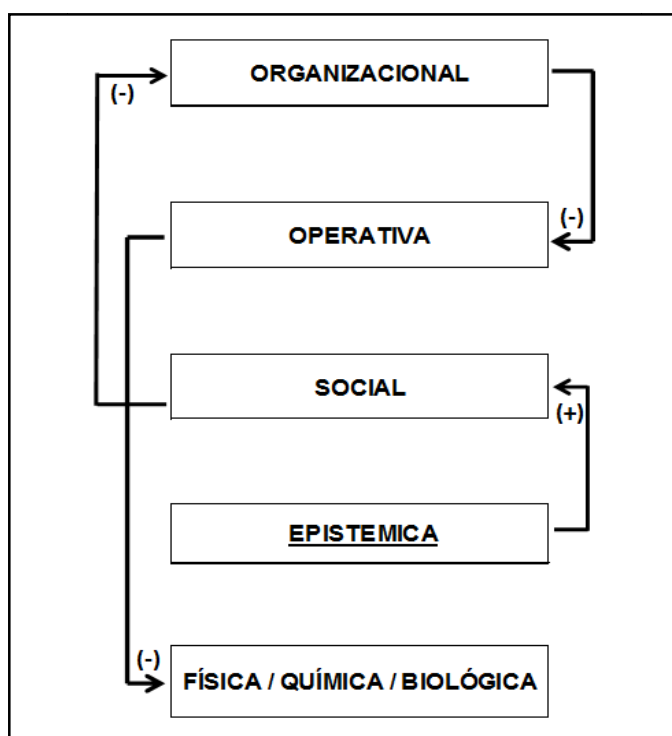 ORGANIZACIONAL
(-)
OPERATIVA
(-)
SOCIAL
(+)
EPISTEMICA
(-)
FÍSICA / QUÍMICA / BIOLÓGICA